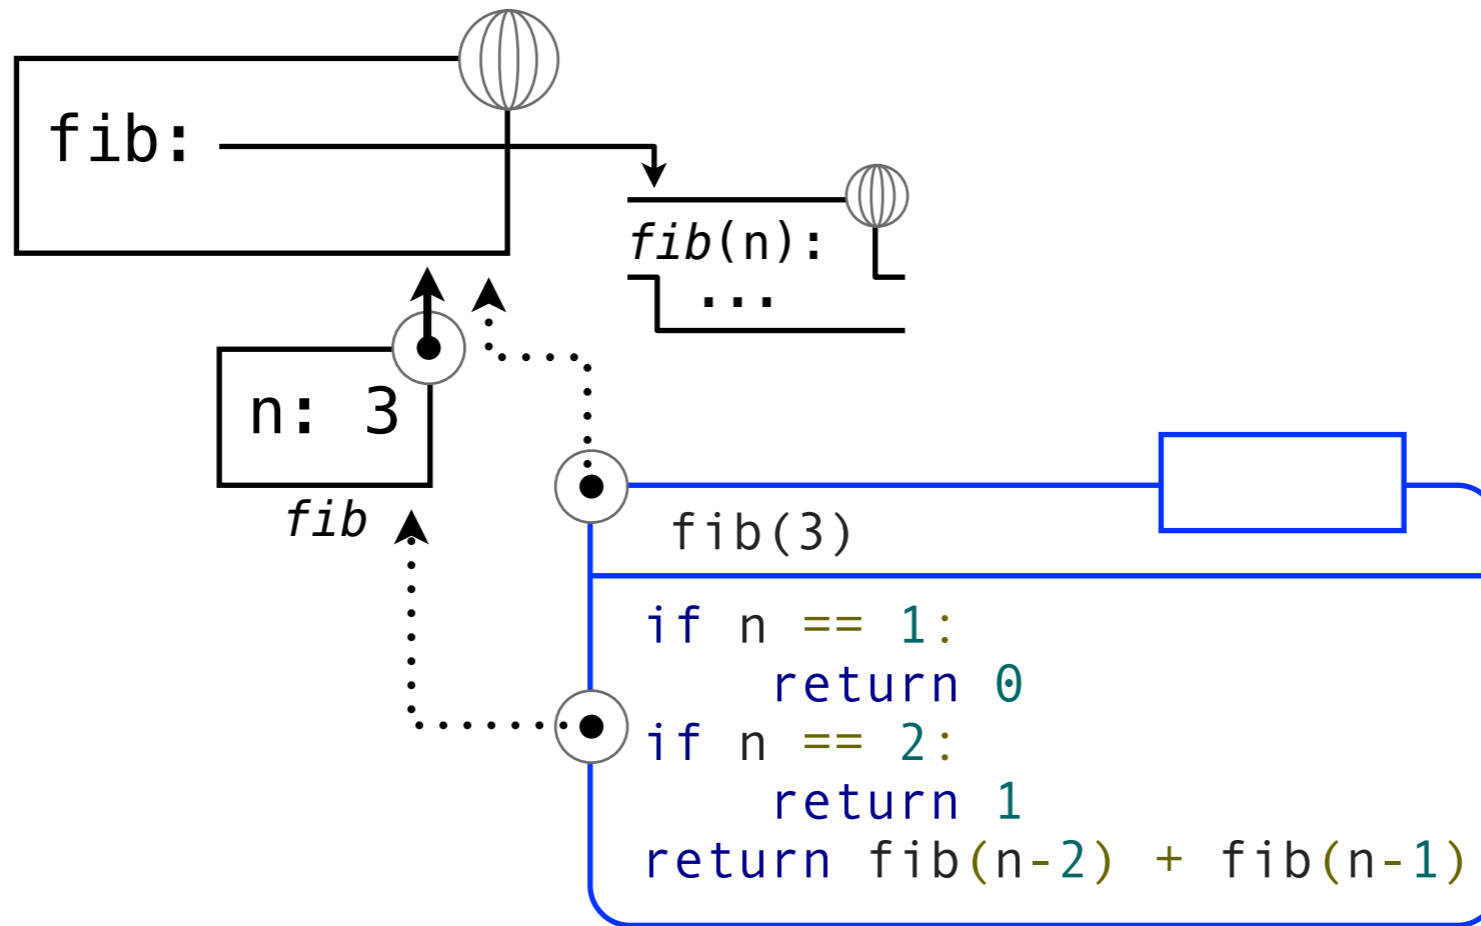 fib:
fib(n):
...
n: 3
fib
fib(3)
if n == 1:
    return 0
if n == 2:
    return 1
return fib(n-2) + fib(n-1)